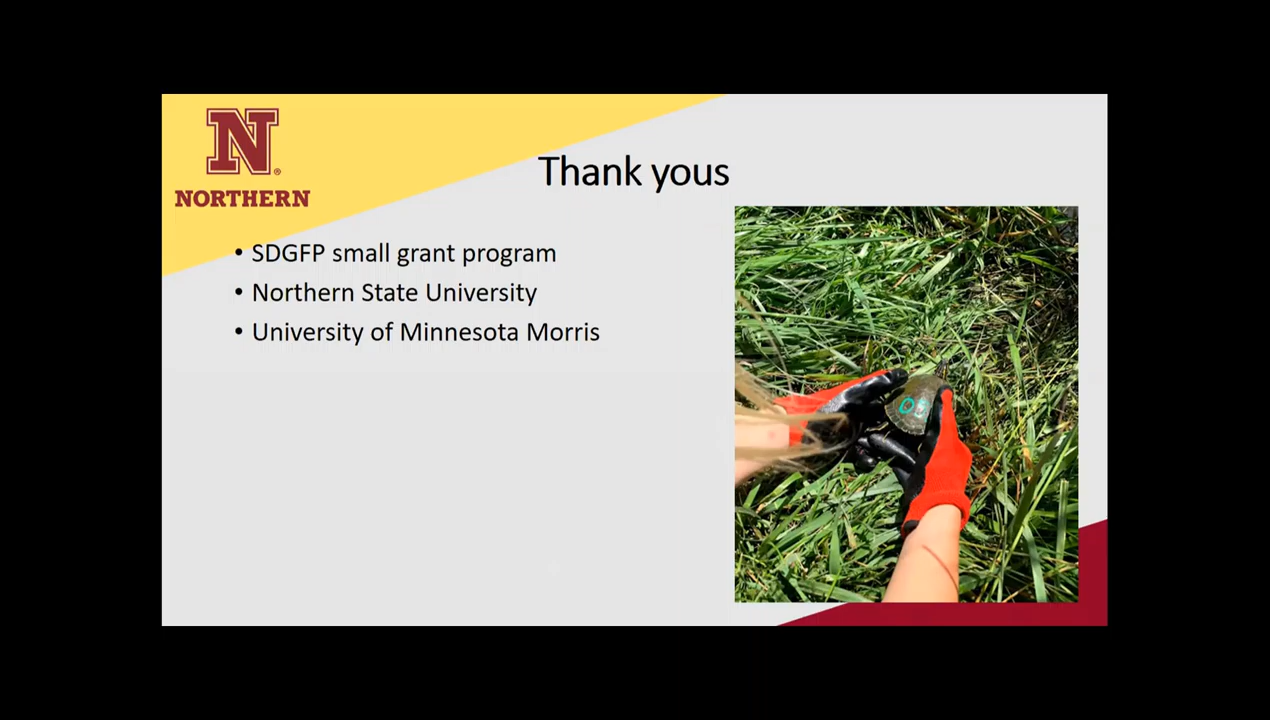 N
®
NORTHERN
Thank yous
• SDGFP small grant program
• Northern State University
• University of Minnesota Morris